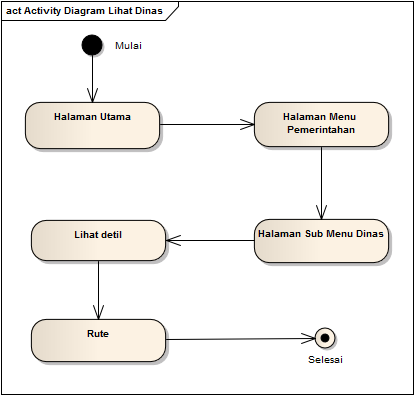 act Activity Diagram Lihat Dinas
Mulai
Halaman Utama
Halaman Menu
Pemerintahan
Lihat detil
Halaman Sub Menu Dinas
Rute
Selesai